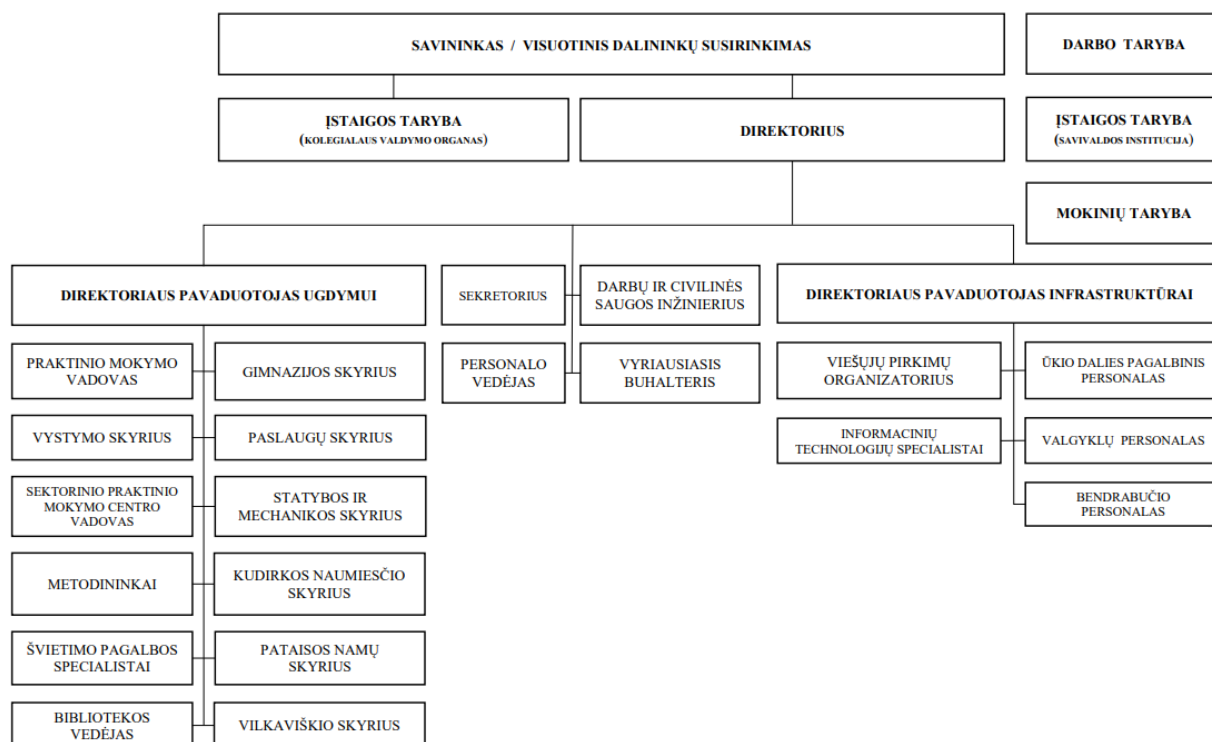 SAVININKAS / VISUOTINIS DALININKŲ SUSIRINKIMAS
DARBO TARYBA
ĮSTAIGOS TARYBA
(KOLEGIALAUS VALDYMO ORGANAS)
DIREKTORIUS
ĮSTAIGOS TARYBA
(SAVIVALDOS INSTITUCIJA)
MOKINIŲ TARYBA
DIREKTORIAUS PAVADUOTOJAS UGDYMUI
SEKRETORIUS
DARBŲ IR CIVILINĖS
SAUGOS INŽINIERIUS
DIREKTORIAUS PAVADUOTOJAS INFRASTRUKTŪRAI
PRAKTINIO MOKYMO
VADOVAS
GIMNAZIJOS SKYRIUS
PERSONALO
VEDĖJAS
VYRIAUSIASIS
BUHALTERIS
VIEŠŲJŲ PIRKIMŲ
ORGANIZATORIUS
ŪKIO DALIES PAGALBINIS
PERSONALAS
VYSTYMO SKYRIUS
PASLAUGŲ SKYRIUS
INFORMACINIŲ
TECHNOLOGIJŲ SPECIALISTAI
VALGYKLŲ PERSONALAS
SEKTORINIO PRAKTINIO
MOKYMO CENTRO
VADOVAS
STATYBOS IR
MECHANIKOS SKYRIUS
BENDRABUČIO
PERSONALAS
METODININKAI
KUDIRKOS NAUMIESČIO
SKYRIUS
ŠVIETIMO PAGALBOS
SPECIALISTAI
PATAISOS NAMŲ
SKYRIUS
BIBLIOTEKOS
VEDĖJAS
VILKAVIŠKIO SKYRIUS